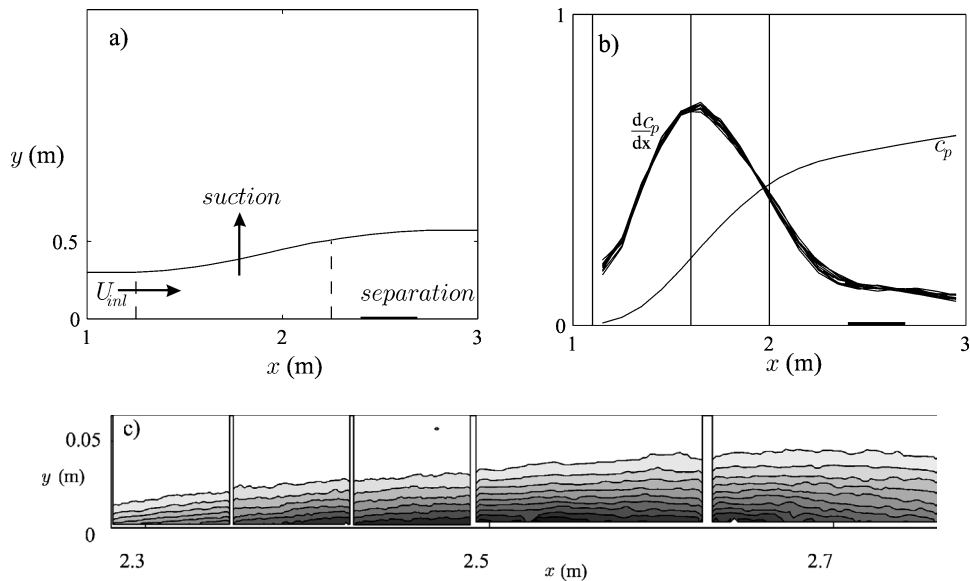 a)
y (m)
0.5
0
suction
U_inl
separation
1
2
3
x (m)
b)
1
0
dc_p
dx
c_p
1
2
3
x (m)
c)
0.05
y (m)
0
2.3
2.5
2.7
x (m)